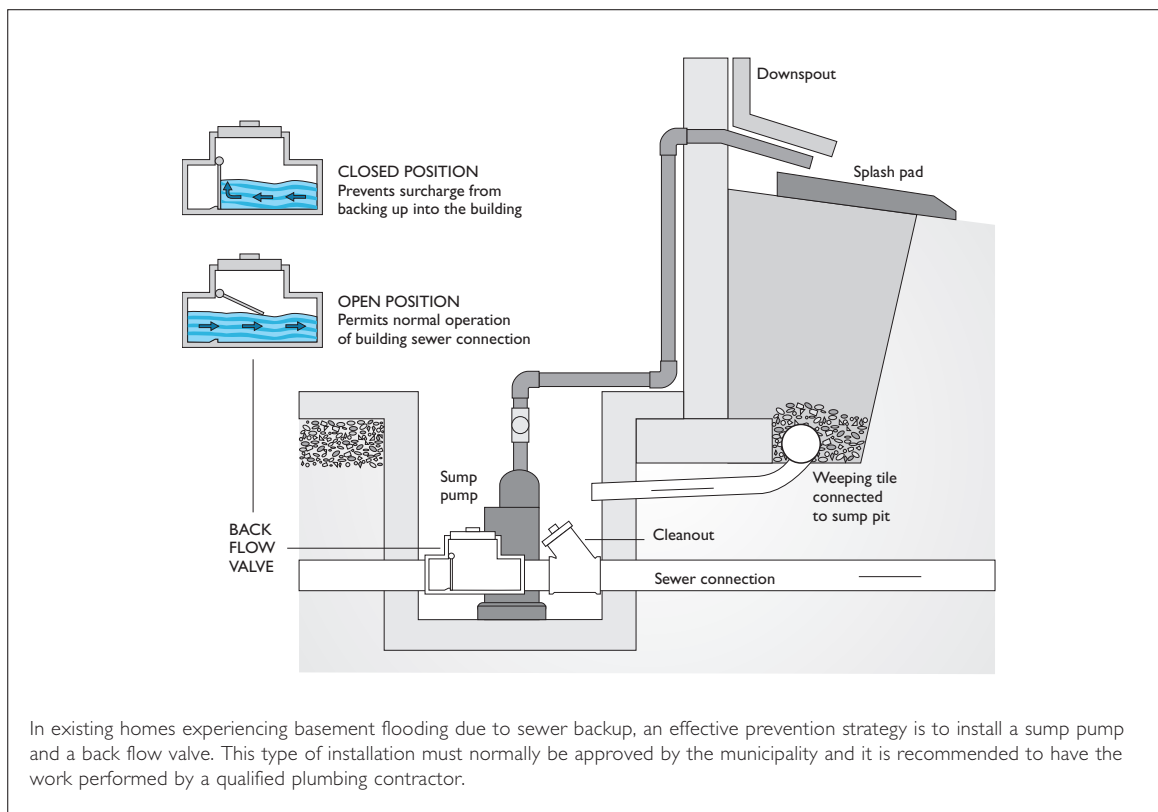 Downspout
CLOSED POSITION
Prevents surcharge from
backing up into the building
Splash pad
OPEN POSITION
Permits normal operation
of building sewer connection
Sump
pump
Weeping tile
connected
to sump pit
BACK
FLOW
VALVE
Cleanout
Sewer connection
In existing homes experiencing basement flooding due to sewer backup, an effective prevention strategy is to install a sump pump
and a back flow valve. This type of installation must normally be approved by the municipality and it is recommended to have the
work performed by a qualified plumbing contractor.